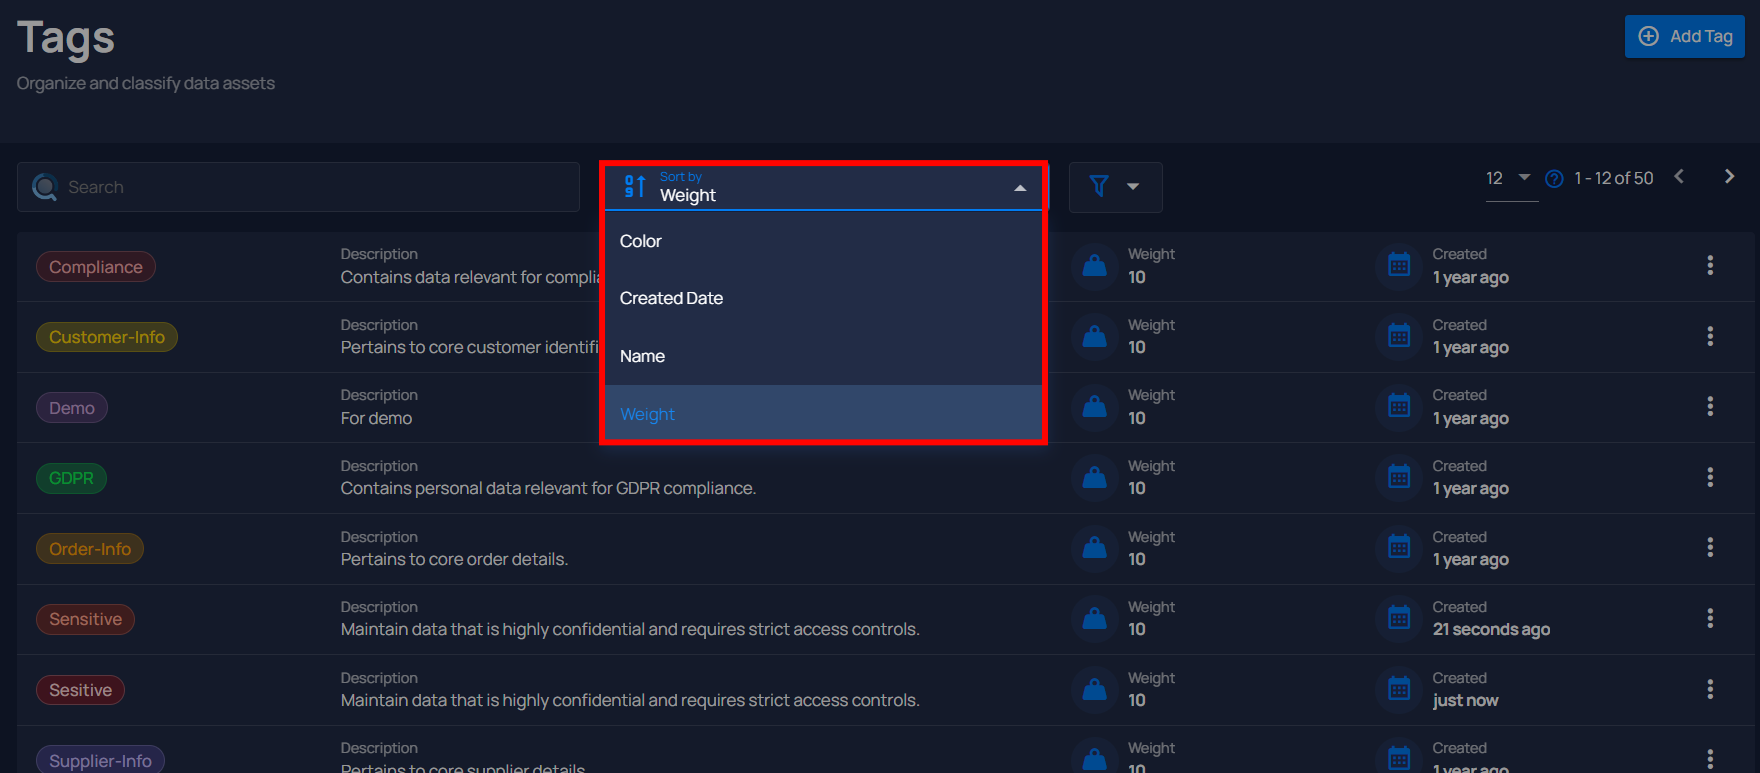 Tags
Add Tag
Organize and classify data assets
Search
Sort by
Weight
12
1 - 12 of 50
Color
Created Date
Name
Weight
Compliance
Description
Contains data relevant for complia
Weight
10
Created
1 year ago
Customer-Info
Description
Pertains to core customer identifi
Weight
10
Created
1 year ago
Demo
Description
For demo
Weight
10
Created
1 year ago
GDPR
Description
Contains personal data relevant for GDPR compliance.
Weight
10
Created
1 year ago
Order-Info
Description
Pertains to core order details.
Weight
10
Created
1 year ago
Sensitive
Description
Maintain data that is highly confidential and requires strict access controls.
Weight
10
Created
21 seconds ago
Sesitive
Description
Maintain data that is highly confidential and requires strict access controls.
Weight
10
Created
just now
Supplier-Info
Description
Pertains to core supplier details.
Weight
10
Created
1 year ago